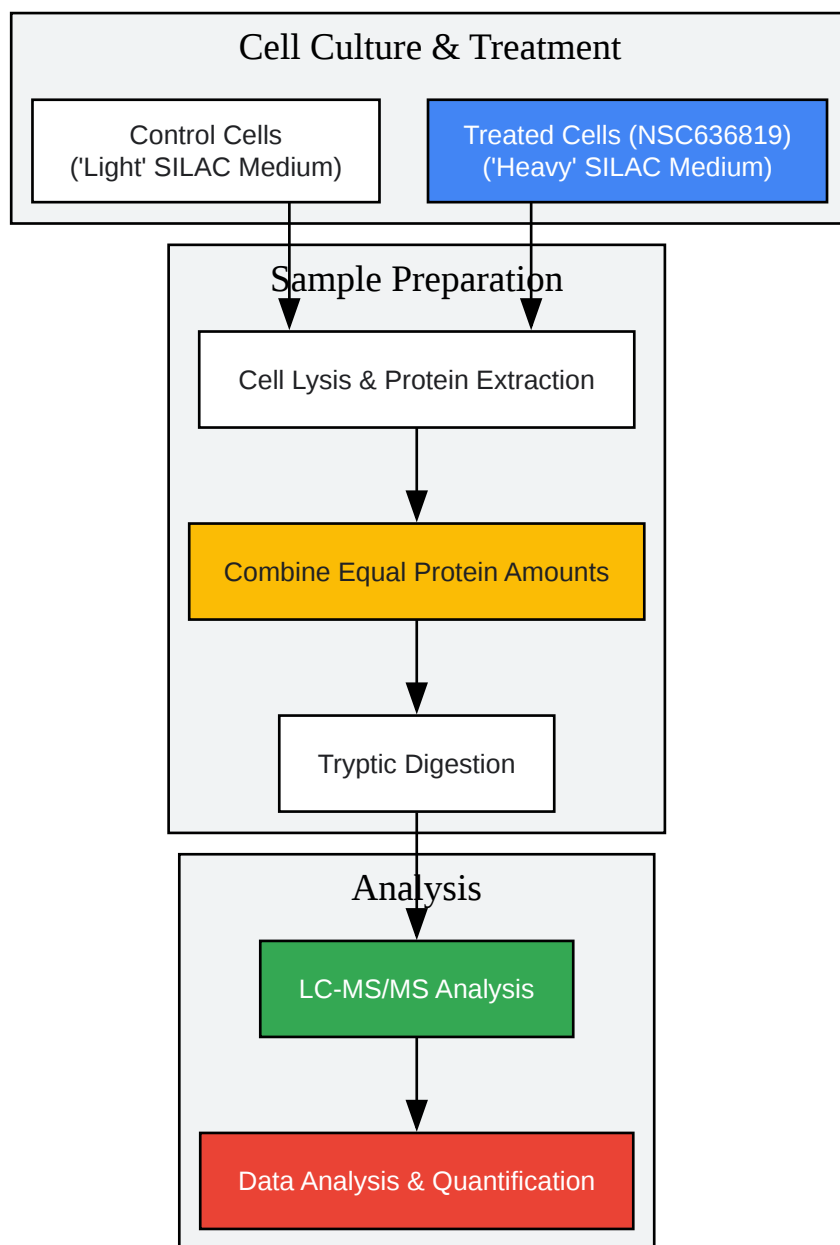 Cell Culture & Treatment
Control Cells
('Light' SILAC Medium)
Treated Cells (NSC636819)
('Heavy' SILAC Medium)
Sample Preparation
Cell Lysis & Protein Extraction
Combine Equal Protein Amounts
Tryptic Digestion
Analysis
LC-MS/MS Analysis
Data Analysis & Quantification